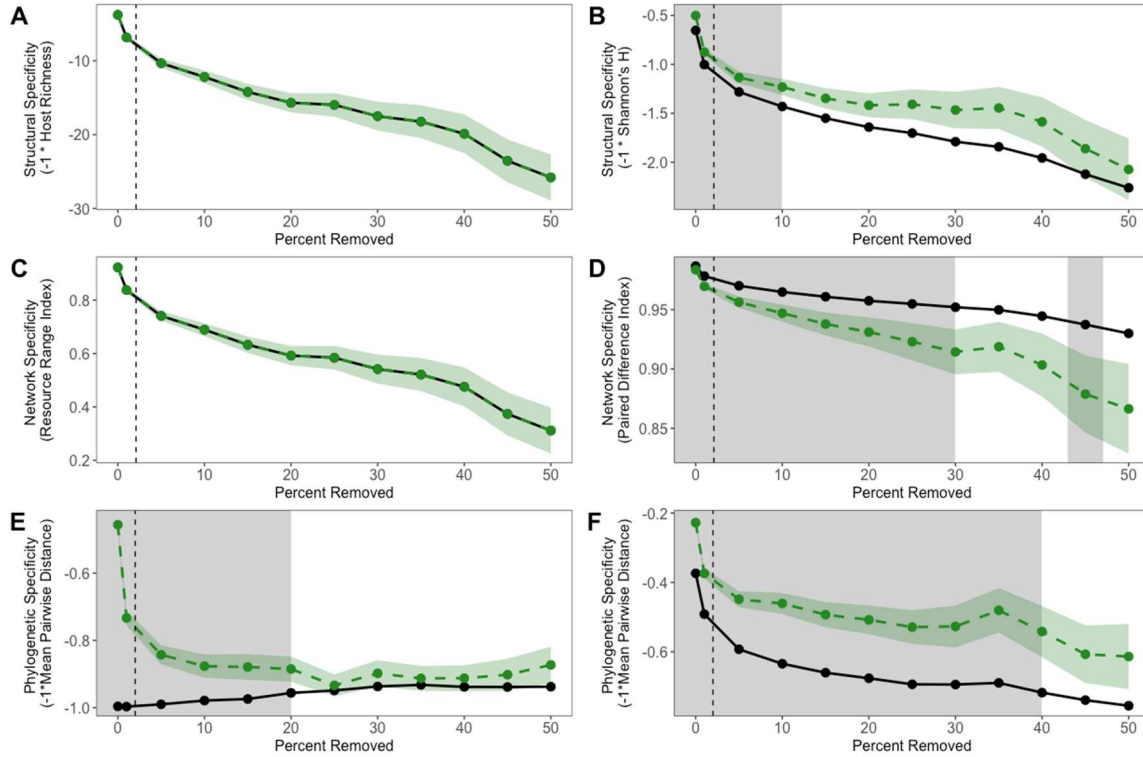 A
Structural Specificity
(-1 * Host Richness)
-10
-20
-30
0 10 20 30 40 50
Percent Removed
B
Structural Specificity
(-1 * Shannon's H)
-0.5
-1.0
-1.5
-2.0
0 10 20 30 40 50
Percent Removed
C
Network Specificity
(Resource Range Index)
0.8
0.6
0.4
0.2
0 10 20 30 40 50
Percent Removed
D
Network Specificity
(Paired Difference Index)
0.95
0.90
0.85
0 10 20 30 40 50
Percent Removed
E
Phylogenetic Specificity
(-1*Mean Pairwise Distance)
-0.6
-0.8
-1.0
0 10 20 30 40 50
Percent Removed
F
Phylogenetic Specificity
(-1*Mean Pairwise Distance)
-0.2
-0.4
-0.6
0 10 20 30 40 50
Percent Removed